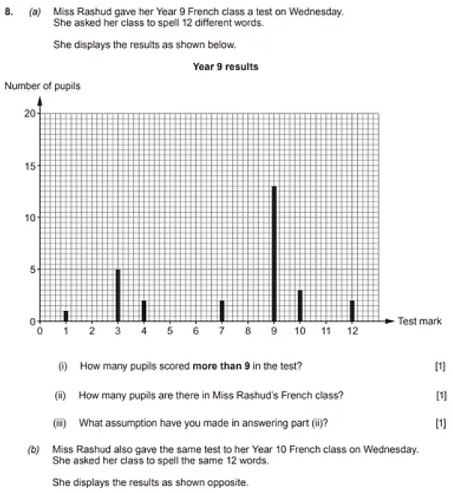 8. (a) Miss Rashud gave her Year 9 French class a test on Wednesday.
She asked her class to spell 12 different words.
She displays the results as shown below.
Year 9 results
Number of pupils
20
15
10
5
0
0 1 2 3 4 5 6 7 8 9 10 11 12
Test mark
(i) How many pupils scored more than 9 in the test? [1]
(ii) How many pupils are there in Miss Rashud's French class? [1]
(iii) What assumption have you made in answering part (ii)? [1]
(b) Miss Rashud also gave the same test to her Year 10 French class on Wednesday.
She asked her class to spell the same 12 words.
She displays the results as shown opposite.